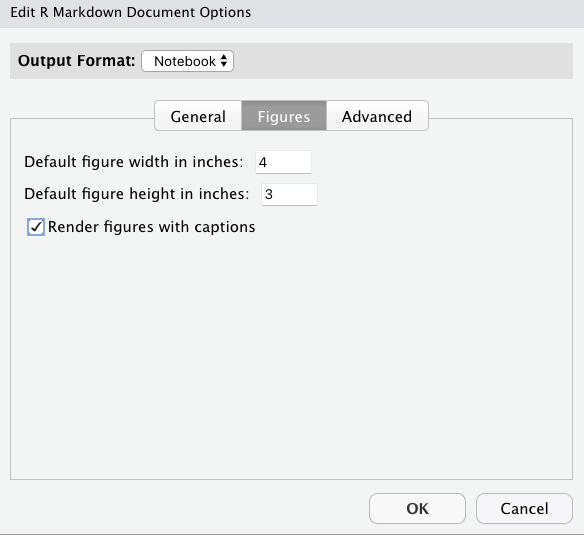 Edit R Markdown Document Options
Output Format: Notebook
General Figures Advanced
Default figure width in inches: 4
Default figure height in inches: 3
Render figures with captions
OK Cancel